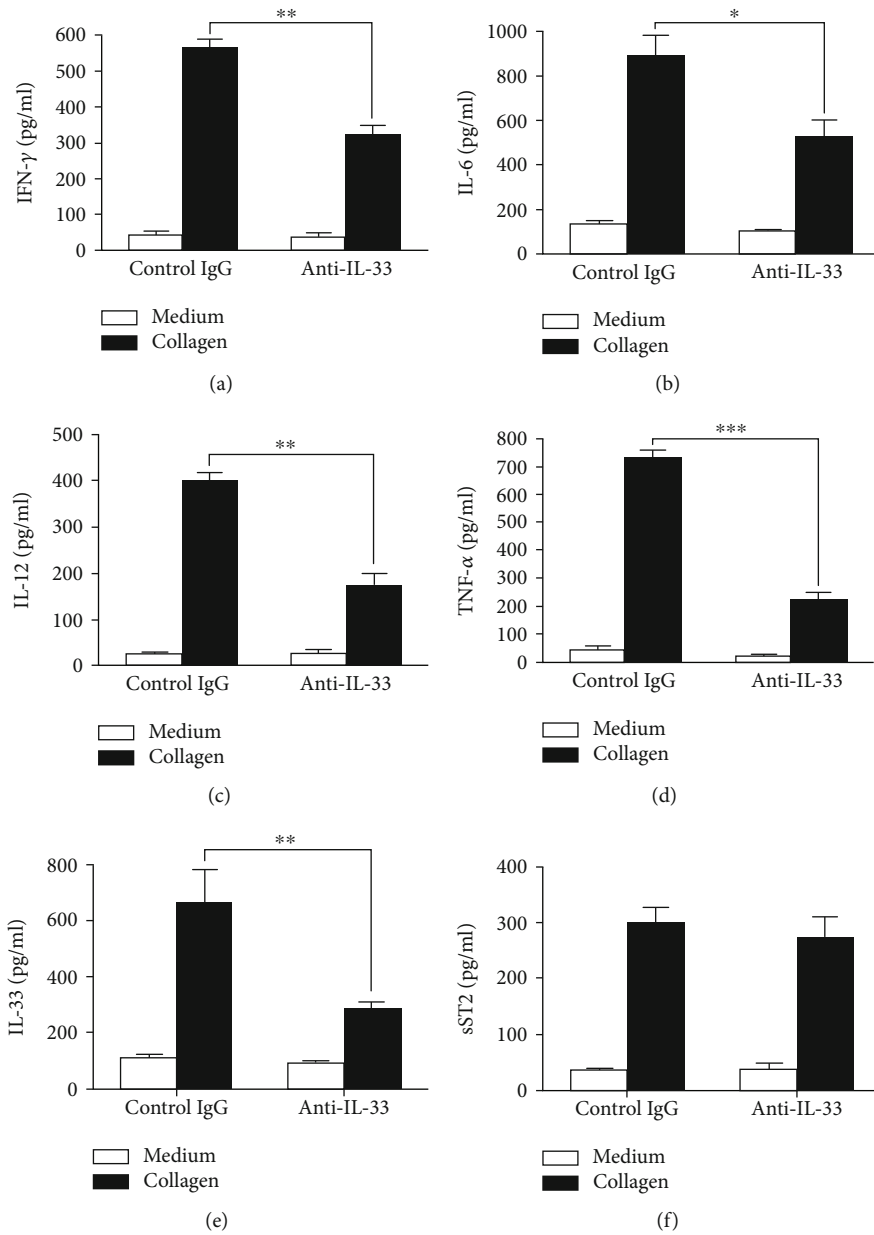 **
600
500
400
300
200
100
0
IFN-γ (pg/ml)
Control IgG Anti-IL-33
Medium
Collagen
(a)
*
1000
800
600
400
200
0
IL-6 (pg/ml)
Control IgG Anti-IL-33
Medium
Collagen
(b)
**
500
400
300
200
100
0
IL-12 (pg/ml)
Control IgG Anti-IL-33
Medium
Collagen
(c)
***
800
700
600
500
400
300
200
100
0
TNF-α (pg/ml)
Control IgG Anti-IL-33
Medium
Collagen
(d)
**
800
600
400
200
0
IL-33 (pg/ml)
Control IgG Anti-IL-33
Medium
Collagen
(e)
400
300
200
100
0
sST2 (pg/ml)
Control IgG Anti-IL-33
Medium
Collagen
(f)